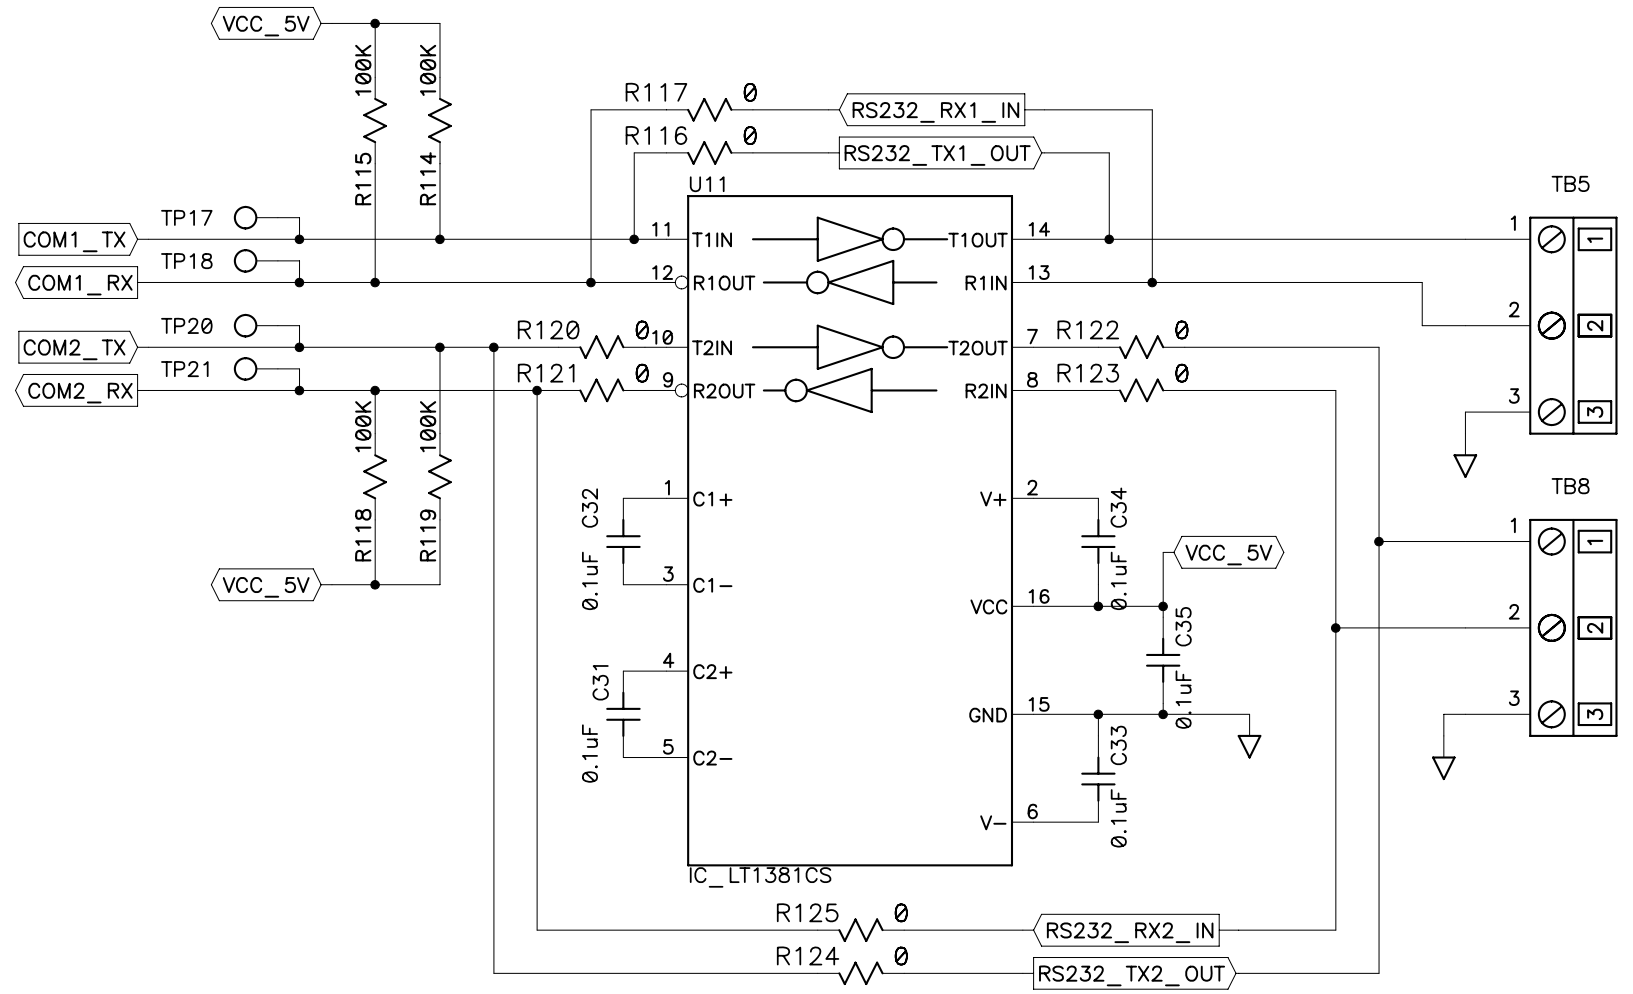 VCC_5V
100K
100K
R115
R114
R117 0
RS232_RX1_IN
R116 0
RS232_TX1_OUT
U11
TB5
TP17
COM1_TX
11 T1IN
T1OUT 14
1 1
TP18
COM1_RX
12 R1OUT
R1IN 13
2 2
TP20
COM2_TX
R120 0
10 T2IN
T2OUT 7
R122 0
TP21
COM2_RX
R121 0
9 R2OUT
R2IN 8
R123 0
3 3
100K
100K
R118
R119
VCC_5V
TB8
1 C1+
C32
0.1uF
3 C1-
V+ 2
C34
0.1uF
VCC_5V
1 1
VCC 16
C35
0.1uF
2 2
4 C2+
C31
0.1uF
5 C2-
GND 15
3 3
C33
0.1uF
V- 6
IC_LT1381CS
R125 0
RS232_RX2_IN
R124 0
RS232_TX2_OUT